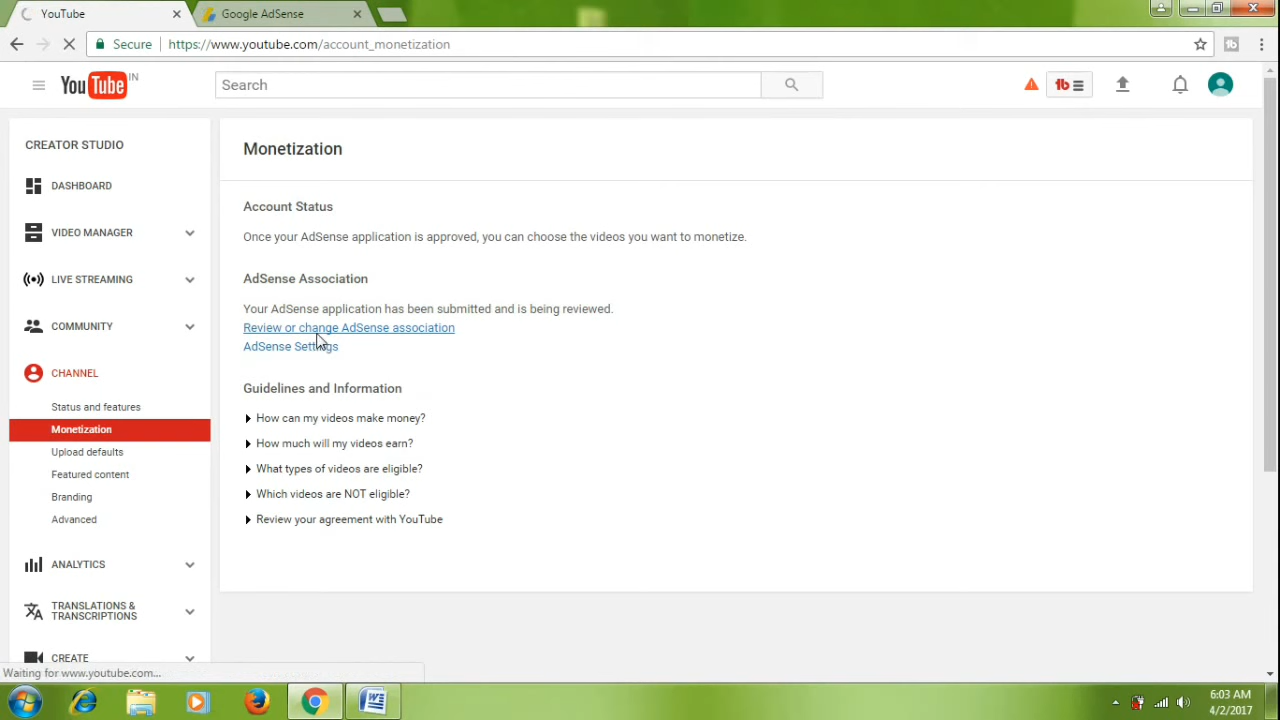 YouTube
Google AdSense
Secure
https://www.youtube.com/account_monetization
YouTube IN
Search
CREATOR STUDIO
DASHBOARD
VIDEO MANAGER
LIVE STREAMING
COMMUNITY
CHANNEL
Status and features
Monetization
Upload defaults
Featured content
Branding
Advanced
ANALYTICS
TRANSLATIONS &
TRANSCRIPTIONS
CREATE
Monetization
Account Status
Once your AdSense application is approved, you can choose the videos you want to monetize.
AdSense Association
Your AdSense application has been submitted and is being reviewed.
Review or change AdSense association
AdSense Settings
Guidelines and Information
How can my videos make money?
How much will my videos earn?
What types of videos are eligible?
Which videos are NOT eligible?
Review your agreement with YouTube
Waiting for www.youtube.com...
6:03 AM
4/2/2017